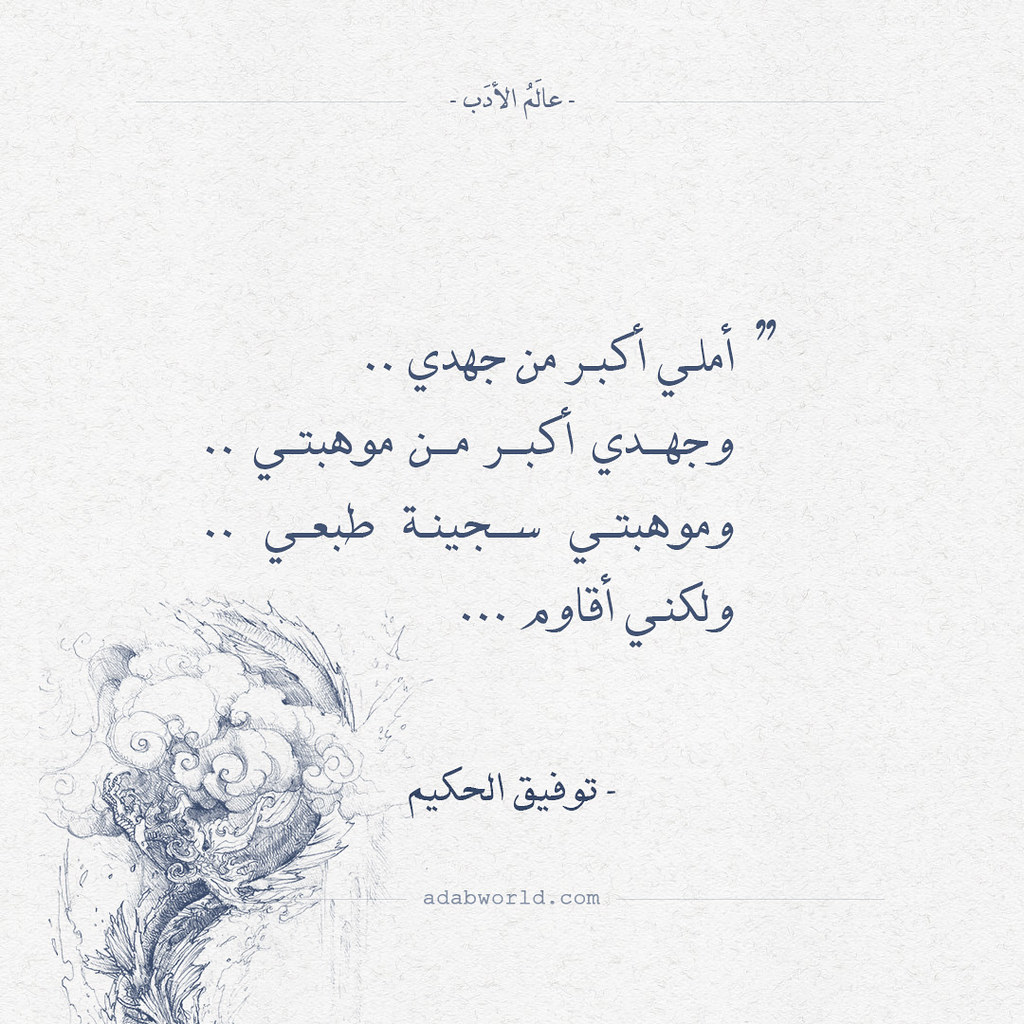 - عالَمُ الأدَب -
” أملي أكبر من جهدي ..
وجهدي أكبر من موهبتي ..
وموهبتي سجينة طبعي ..
ولكني أقاوم ...
- توفيق الحكيم
adabworld.com